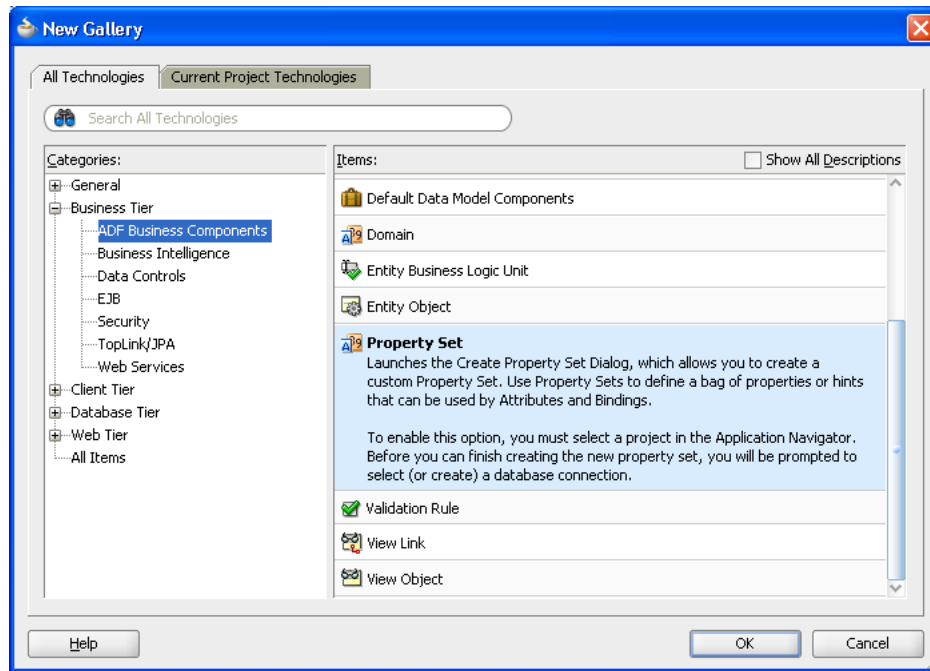 New Gallery
All Technologies
Current Project Technologies
Search All Technologies
Categories:
General
Business Tier
ADF Business Components
Business Intelligence
Data Controls
EJB
Security
TopLink/JPA
Web Services
Client Tier
Database Tier
Web Tier
All Items
Items:
Show All Descriptions
Default Data Model Components
Domain
Entity Business Logic Unit
Entity Object
Property Set
Launches the Create Property Set Dialog, which allows you to create a
custom Property Set. Use Property Sets to define a bag of properties or hints
that can be used by Attributes and Bindings.
To enable this option, you must select a project in the Application Navigator.
Before you can finish creating the new property set, you will be prompted to
select (or create) a database connection.
Validation Rule
View Link
View Object
Help
OK
Cancel